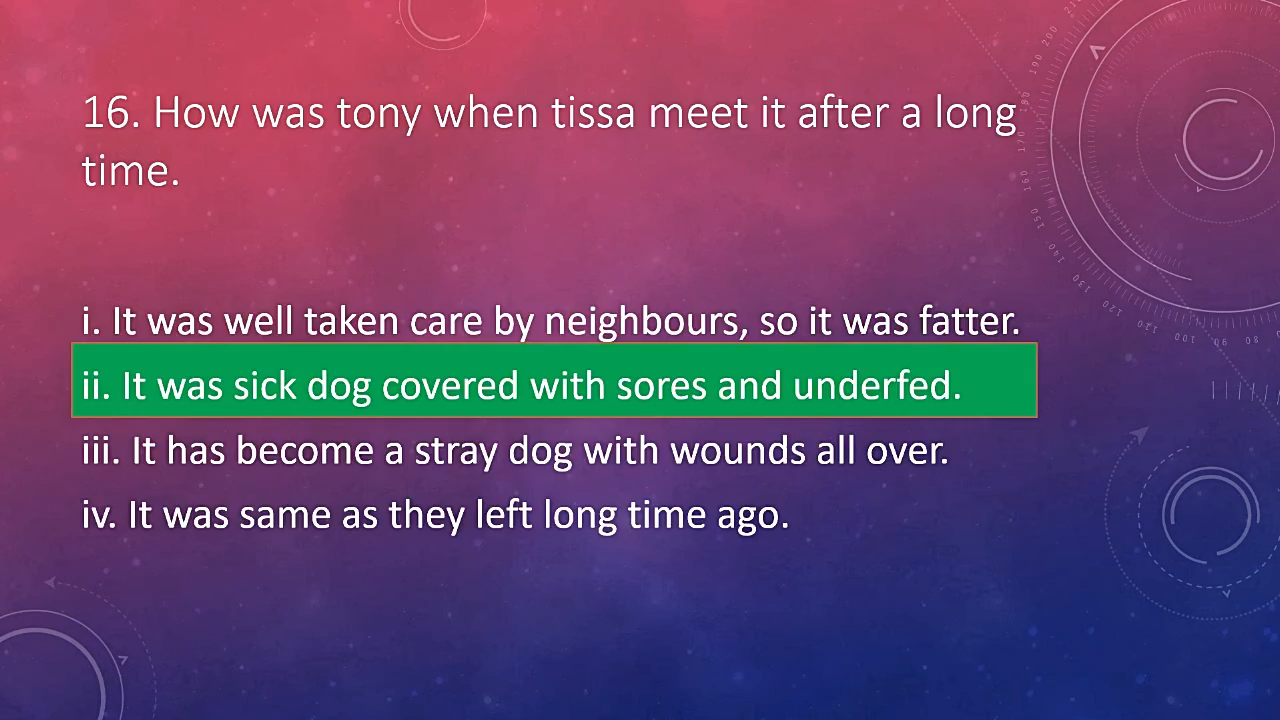 16. How was tony when tissa meet it after a long
time.
i. It was well taken care by neighbours, so it was fatter.
ii. It was sick dog covered with sores and underfed.
iii. It has become a stray dog with wounds all over.
iv. It was same as they left long time ago.